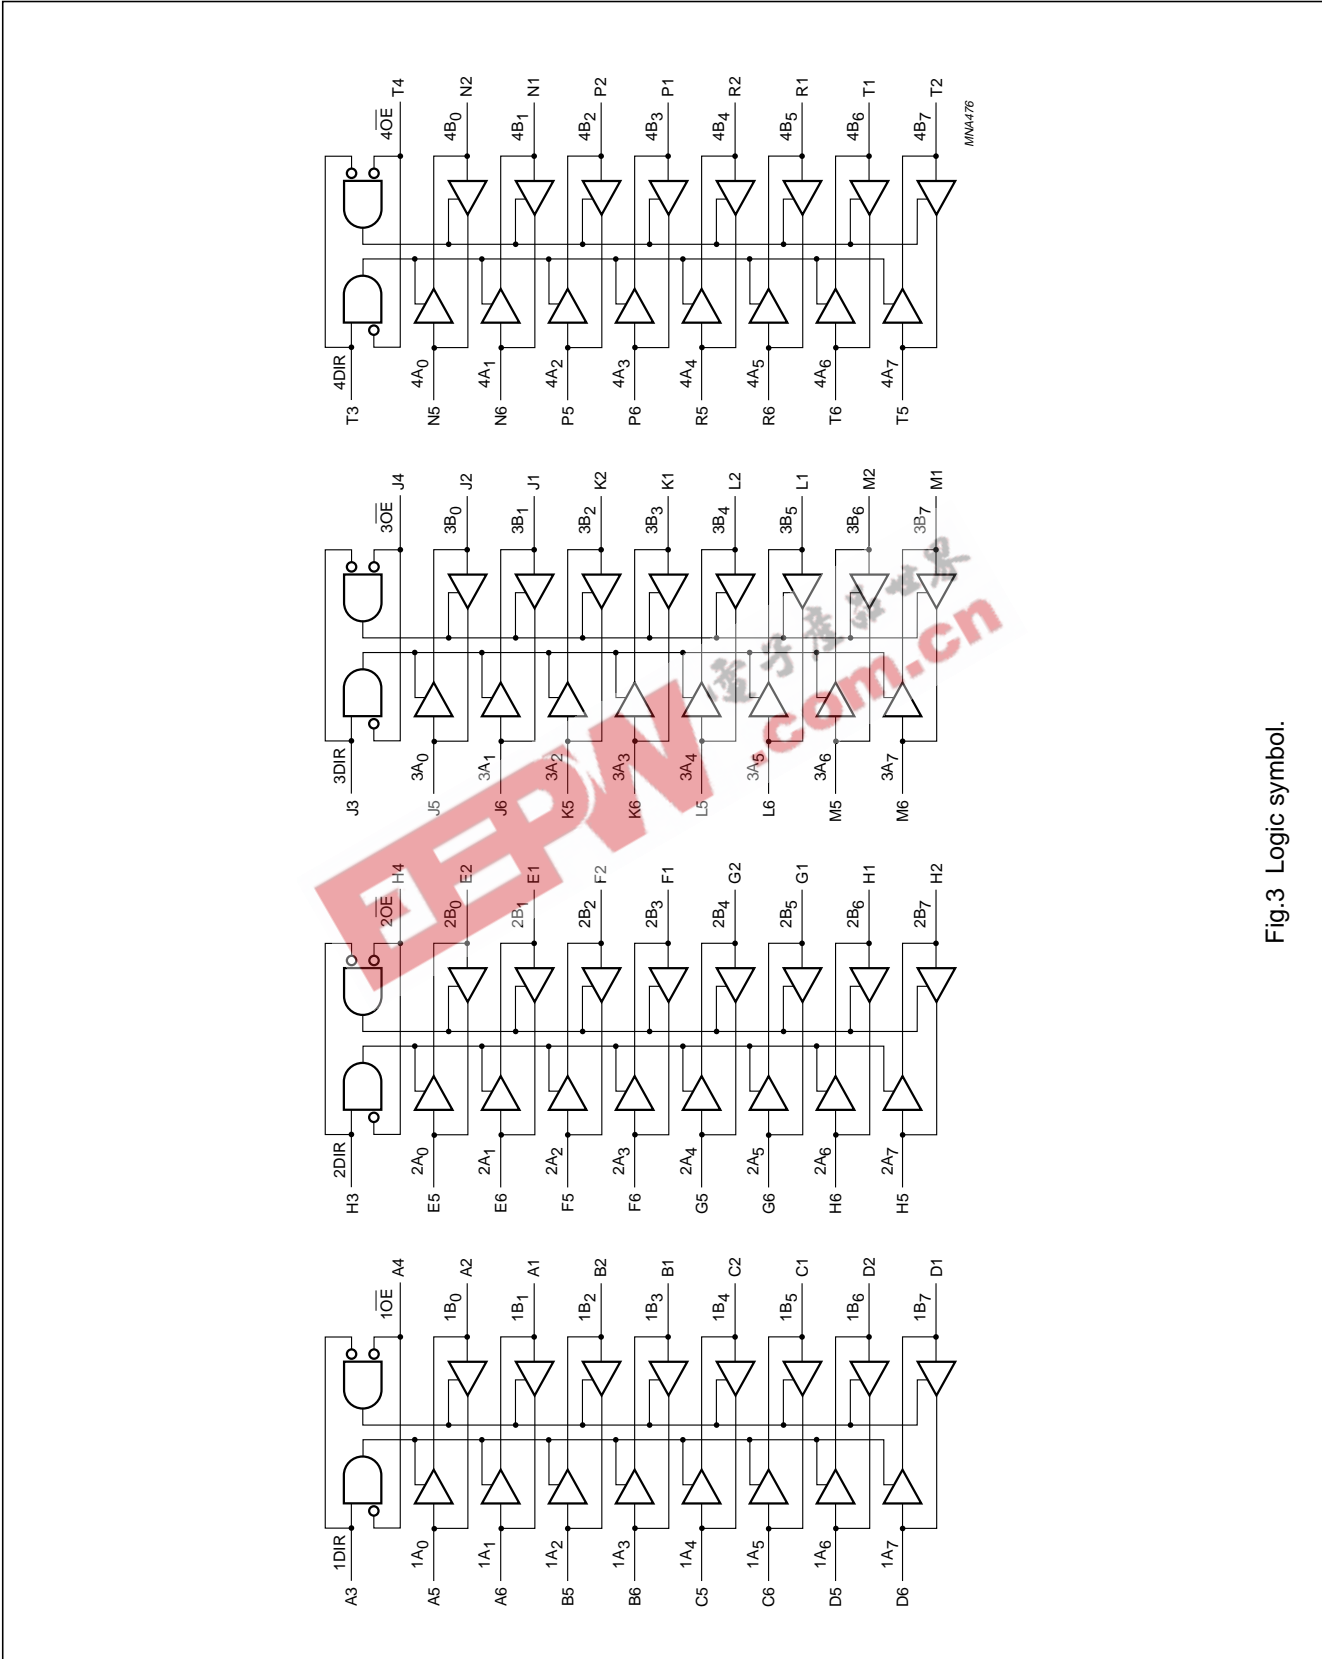 A3 1DIR
1OE A4
A5 1A0
1B0 A2
A6 1A1
1B1 A1
B5 1A2
1B2 B2
B6 1A3
1B3 B1
C5 1A4
1B4 C2
C6 1A5
1B5 C1
D5 1A6
1B6 D2
D6 1A7
1B7 D1
H3 2DIR
2OE H4
E5 2A0
2B0 E2
E6 2A1
2B1 E1
F5 2A2
2B2 F2
F6 2A3
2B3 F1
G5 2A4
2B4 G2
G6 2A5
2B5 G1
H6 2A6
2B6 H1
H5 2A7
2B7 H2
J3 3DIR
3OE J4
J5 3A0
3B0 J2
J6 3A1
3B1 J1
K5 3A2
3B2 K2
K6 3A3
3B3 K1
L5 3A4
3B4 L2
L6 3A5
3B5 L1
M5 3A6
3B6 M2
M6 3A7
3B7 M1
T3 4DIR
4OE T4
N5 4A0
4B0 N2
N6 4A1
4B1 N1
P5 4A2
4B2 P2
P6 4A3
4B3 P1
R5 4A4
4B4 R2
R6 4A5
4B5 R1
T6 4A6
4B6 T1
T5 4A7
4B7 T2
MNA476
EEPW.com.cn
電子產品世界
Fig.3 Logic symbol.